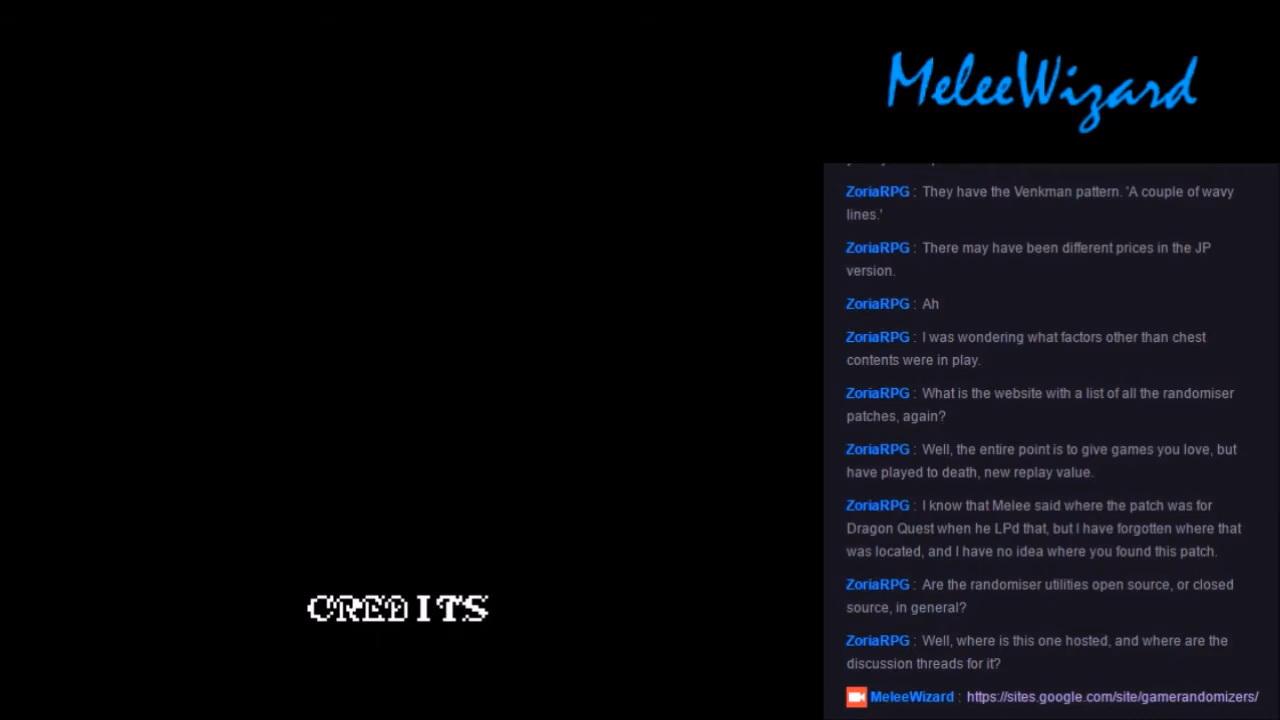 MeleeWizard
ZoriaRPG : They have the Venkman pattern. 'A couple of wavy
lines.'
ZoriaRPG : There may have been different prices in the JP
version.
ZoriaRPG : Ah
ZoriaRPG : I was wondering what factors other than chest
contents were in play.
ZoriaRPG : What is the website with a list of all the randomiser
patches, again?
ZoriaRPG : Well, the entire point is to give games you love, but
have played to death, new replay value.
ZoriaRPG : I know that Melee said where the patch was for
Dragon Quest when he LPd that, but I have forgotten where that
was located, and I have no idea where you found this patch.
ZoriaRPG : Are the randomiser utilities open source, or closed
source, in general?
ZoriaRPG : Well, where is this one hosted, and where are the
discussion threads for it?
MeleeWizard : https://sites.google.com/site/gamerandomizers/
CREDITS